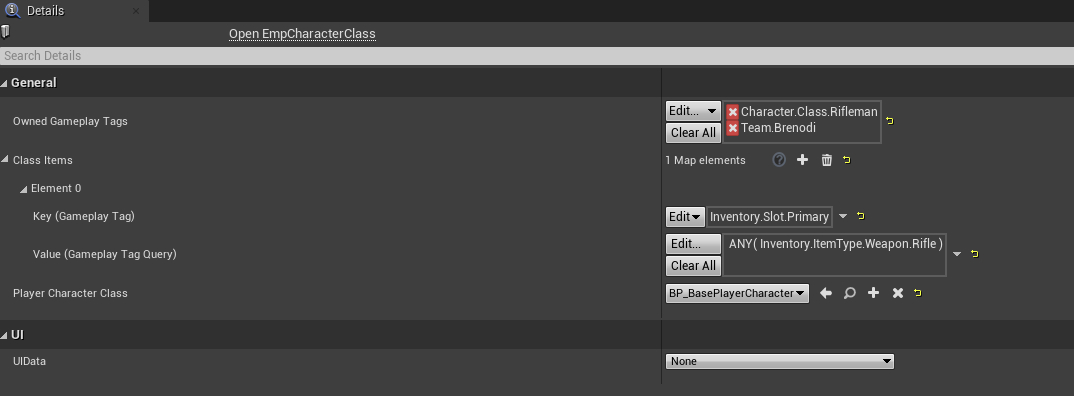 Details
Open EmpCharacterClass
Search Details
General
Owned Gameplay Tags
Edit...
Character.Class.Rifleman
Clear All
Team.Brenodi
Class Items
1 Map elements
Element 0
Key (Gameplay Tag)
Edit
Inventory.Slot.Primary
Value (Gameplay Tag Query)
Edit...
ANY( Inventory.ItemType.Weapon.Rifle )
Clear All
Player Character Class
BP_BasePlayerCharacter
UI
UIData
None